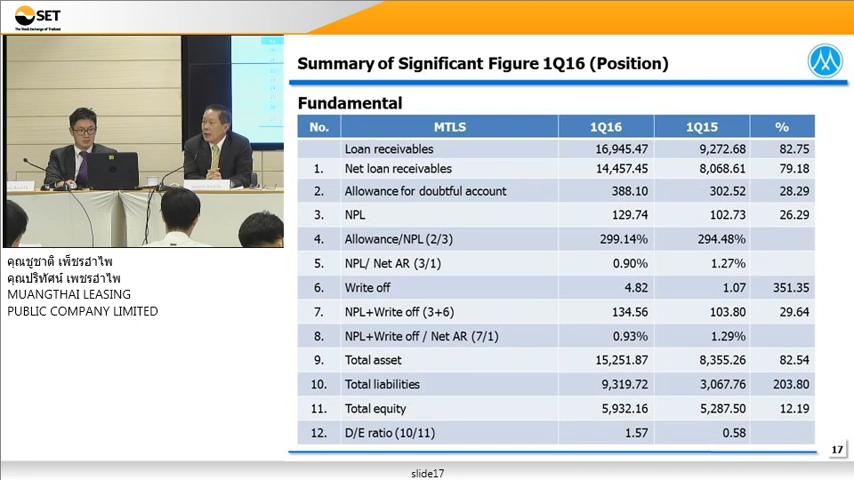 SET
The Stock Exchange of Thailand
คุณชูชาติ เพ็ชรอำไพ
คุณปริทัศน์ เพชรอำไพ
MUANGTHAI LEASING
PUBLIC COMPANY LIMITED
Summary of Significant Figure 1Q16 (Position)
Fundamental
No. MTLS 1Q16 1Q15 %
Loan receivables 16,945.47 9,272.68 82.75
1. Net loan receivables 14,457.45 8,068.61 79.18
2. Allowance for doubtful account 388.10 302.52 28.29
3. NPL 129.74 102.73 26.29
4. Allowance/NPL (2/3) 299.14% 294.48%
5. NPL/ Net AR (3/1) 0.90% 1.27%
6. Write off 4.82 1.07 351.35
7. NPL+Write off (3+6) 134.56 103.80 29.64
8. NPL+Write off / Net AR (7/1) 0.93% 1.29%
9. Total asset 15,251.87 8,355.26 82.54
10. Total liabilities 9,319.72 3,067.76 203.80
11. Total equity 5,932.16 5,287.50 12.19
12. D/E ratio (10/11) 1.57 0.58
17
slide17